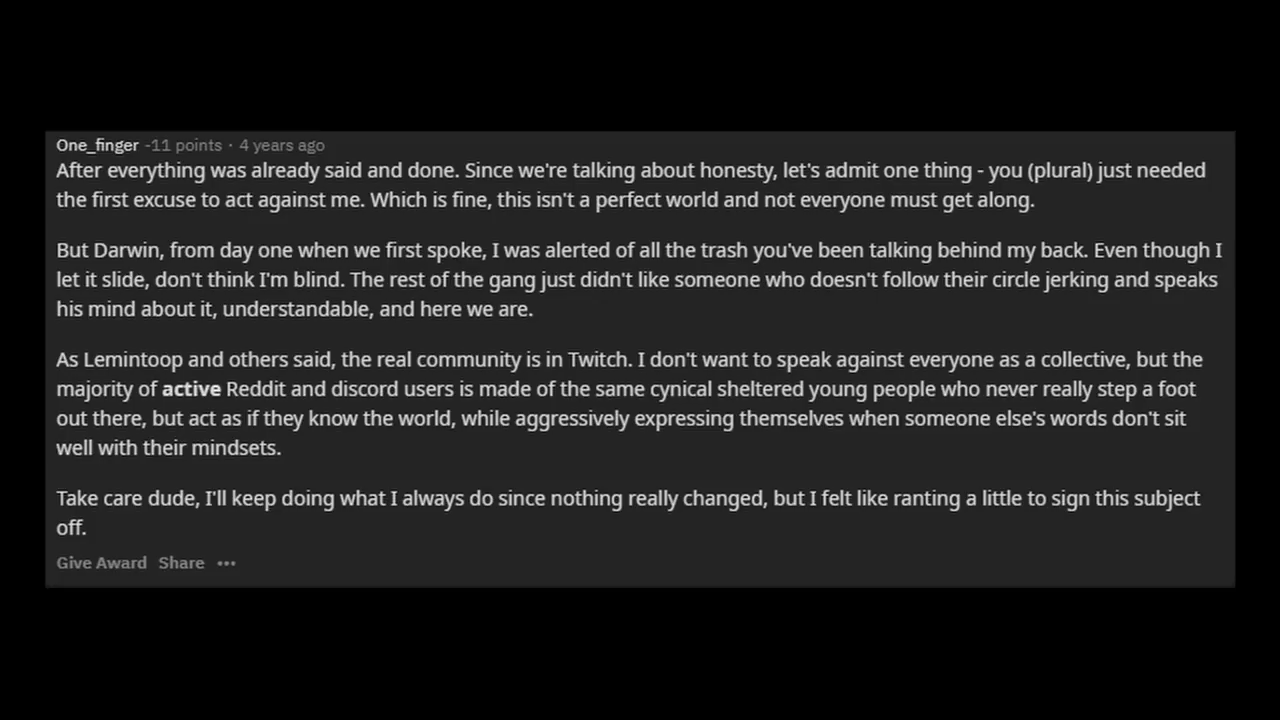 One_finger -11 points · 4 years ago
After everything was already said and done. Since we're talking about honesty, let's admit one thing - you (plural) just needed
the first excuse to act against me. Which is fine, this isn't a perfect world and not everyone must get along.
But Darwin, from day one when we first spoke, I was alerted of all the trash you've been talking behind my back. Even though I
let it slide, don't think I'm blind. The rest of the gang just didn't like someone who doesn't follow their circle jerking and speaks
his mind about it, understandable, and here we are.
As Lemintoop and others said, the real community is in Twitch. I don't want to speak against everyone as a collective, but the
majority of active Reddit and discord users is made of the same cynical sheltered young people who never really step a foot
out there, but act as if they know the world, while aggressively expressing themselves when someone else's words don't sit
well with their mindsets.
Take care dude, I'll keep doing what I always do since nothing really changed, but I felt like ranting a little to sign this subject
off.
Give Award Share •••